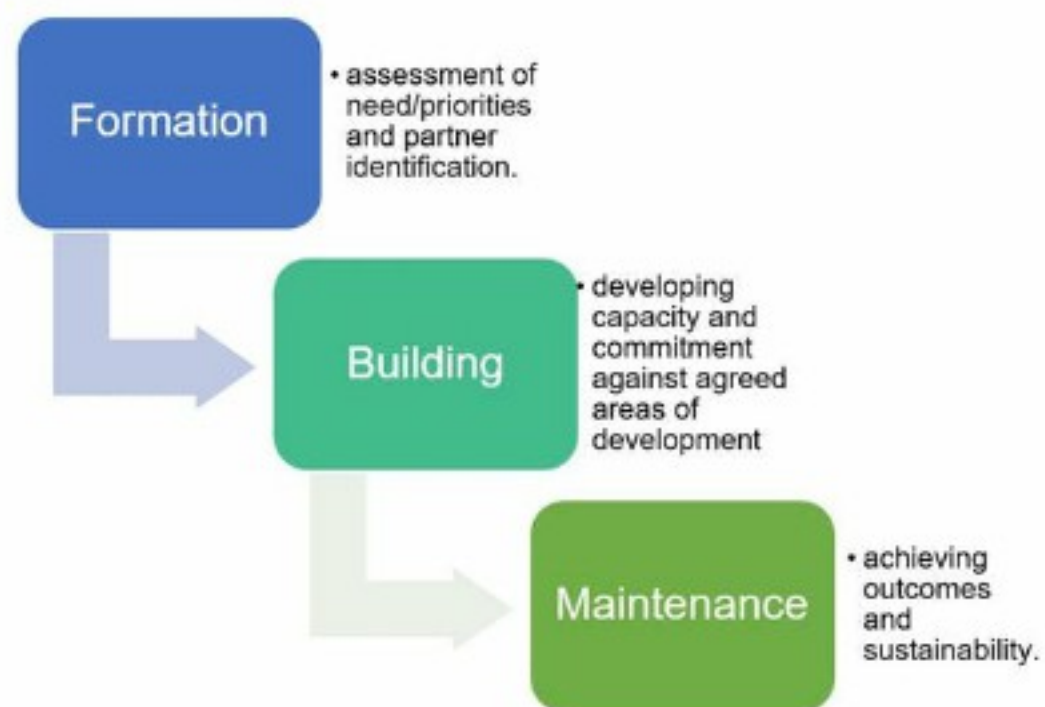 Formation
• assessment of
need/priorities
and partner
identification.
Building
• developing
capacity and
commitment
against agreed
areas of
development
Maintenance
• achieving
outcomes
and
sustainability.